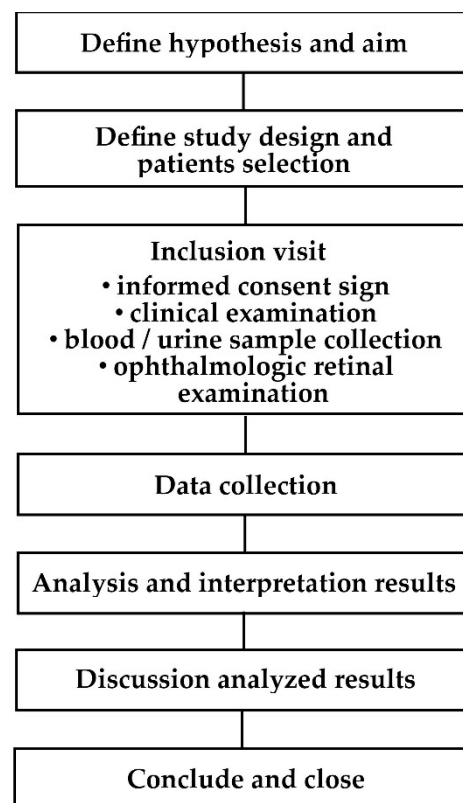 Define hypothesis and aim
Define study design and
patients selection
Inclusion visit
• informed consent sign
• clinical examination
• blood / urine sample collection
• ophthalmologic retinal
examination
Data collection
Analysis and interpretation results
Discussion analyzed results
Conclude and close